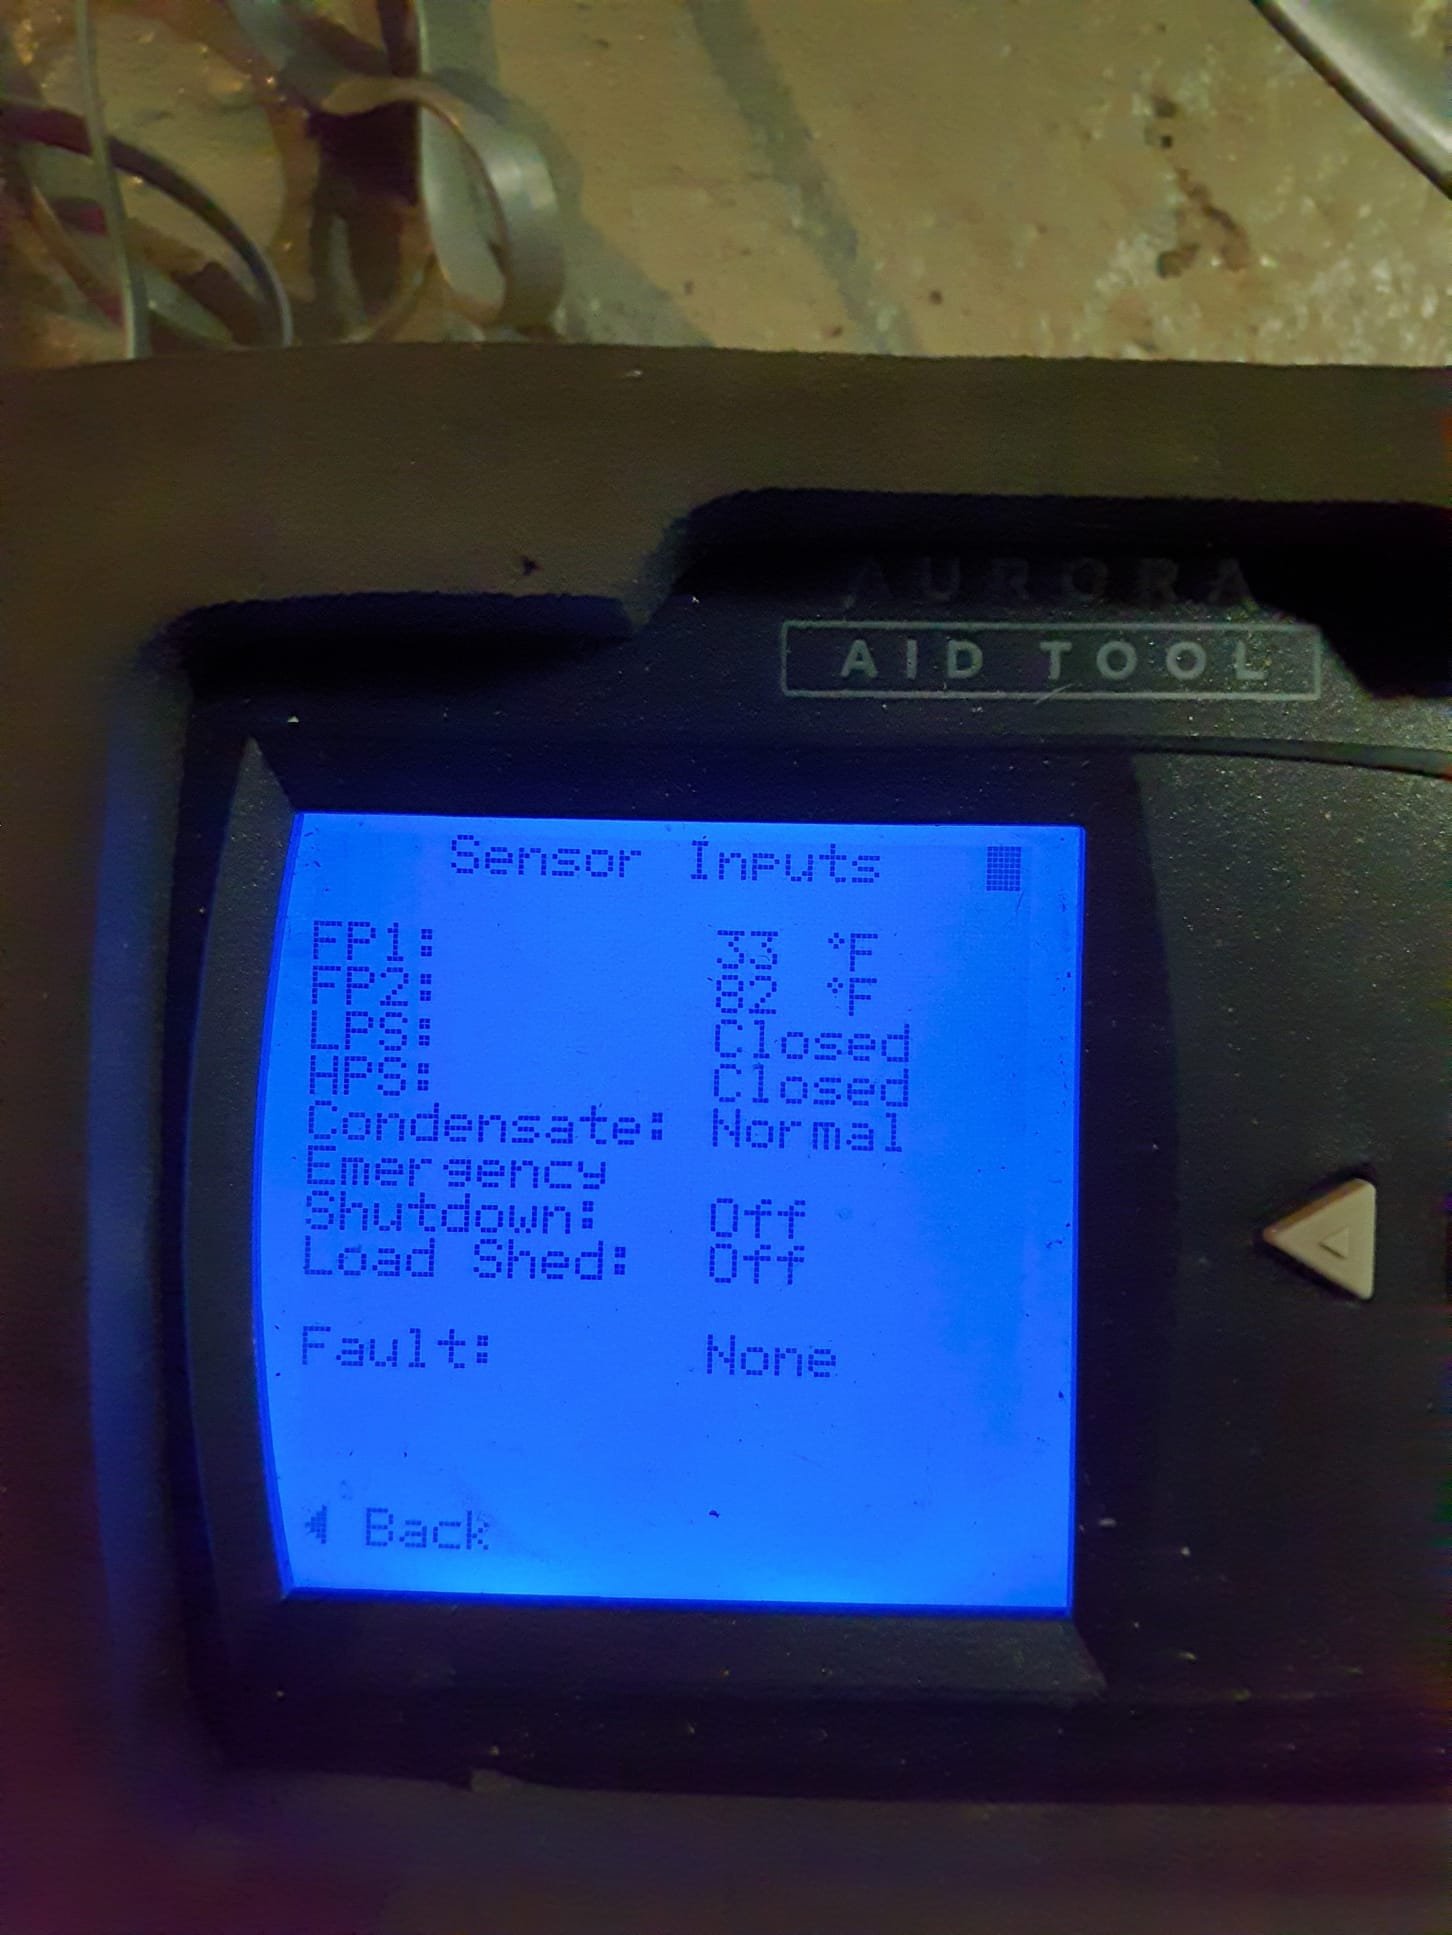 AURORA
AID TOOL
Sensor Inputs
FP1: 33 °F
FP2: 82 °F
LPS: Closed
HPS: Closed
Condensate: Normal
Emergency
Shutdown: Off
Load Shed: Off
Fault: None
◀ Back